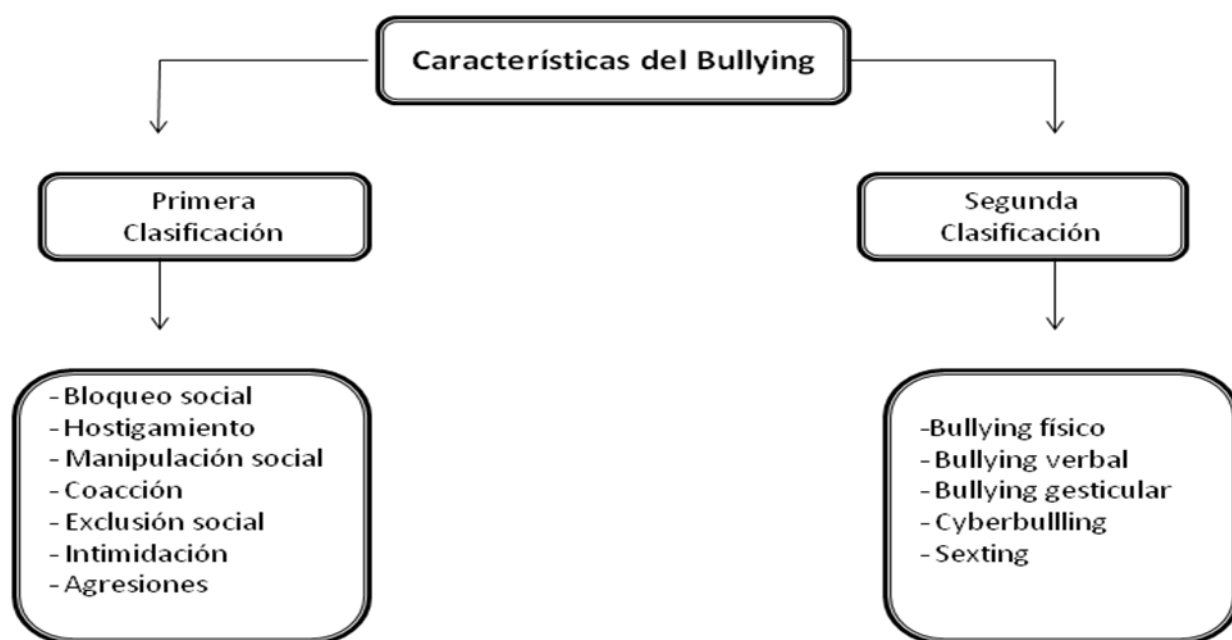 Características del Bullying
Primera
Clasificación
Segunda
Clasificación
- Bloqueo social
- Hostigamiento
- Manipulación social
- Coacción
- Exclusión social
- Intimidación
- Agresiones
-Bullying físico
- Bullying verbal
- Bullying gesticular
- Cyberbullling
- Sexting